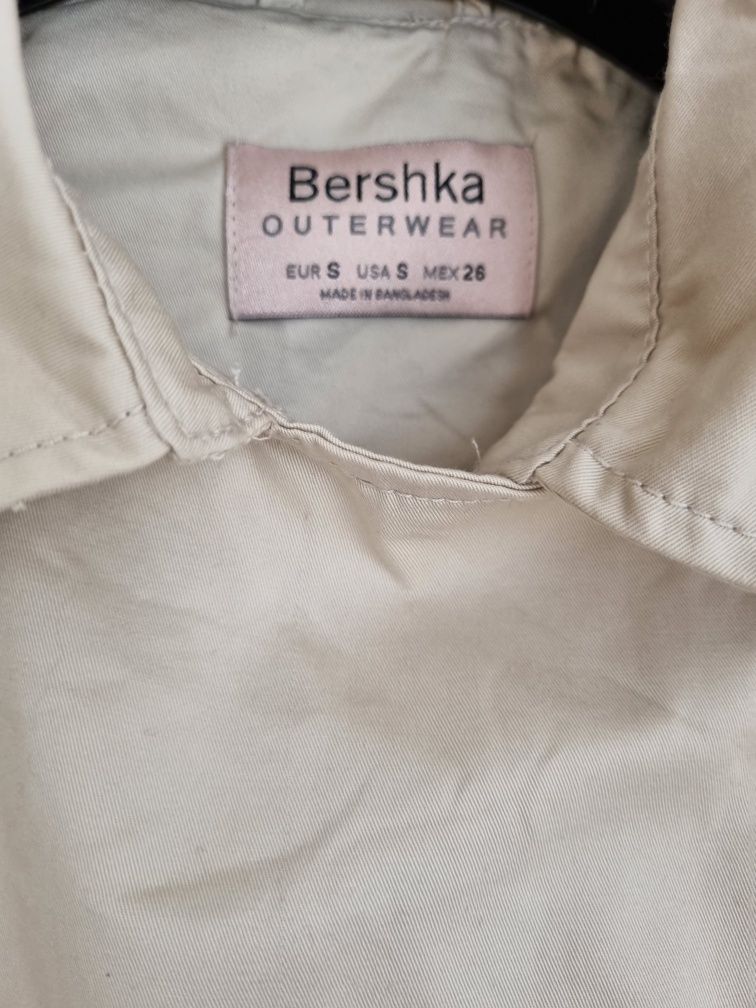 Bershka
OUTERWEAR
EUR S USA S MEX 26
MADE IN BANGLADESH